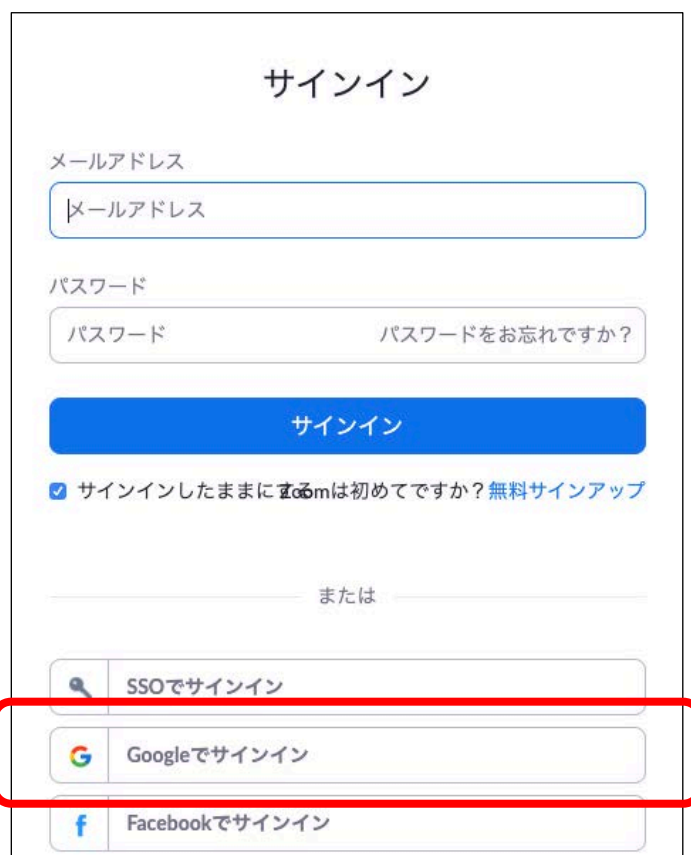 サインイン
メールアドレス
メールアドレス
パスワード
パスワード パスワードをお忘れですか？
サインイン
サインインしたままにする Zoomは初めてですか？無料サインアップ
または
SSOでサインイン
Googleでサインイン
Facebookでサインイン